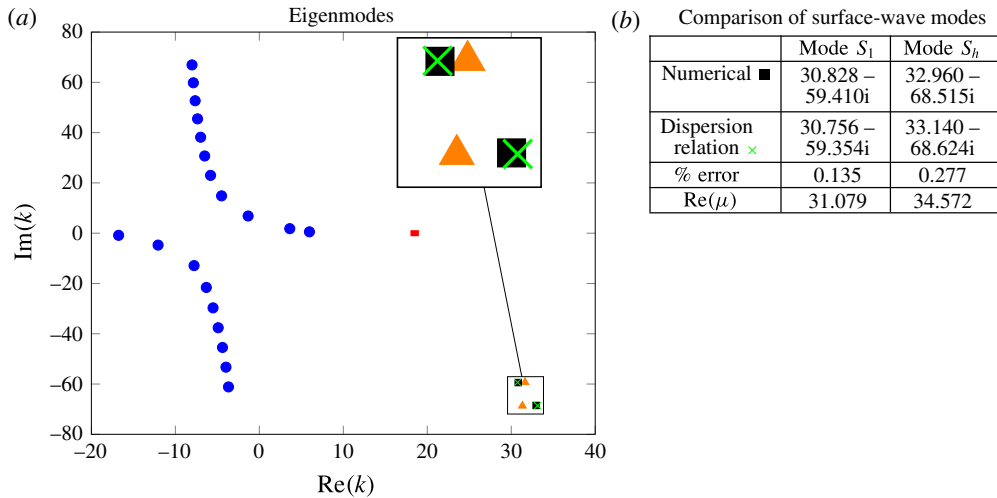 (a)
Eigenmodes
80
60
40
20
0
−20
−40
−60
−80
−20
−10
0
10
20
30
40
Im(k)
Re(k)
(b)
Comparison of surface-wave modes
Mode S1 Mode Sh
Numerical 30.828 – 59.410i 32.960 – 68.515i
Dispersion relation × 30.756 – 59.354i 33.140 – 68.624i
% error 0.135 0.277
Re(μ) 31.079 34.572